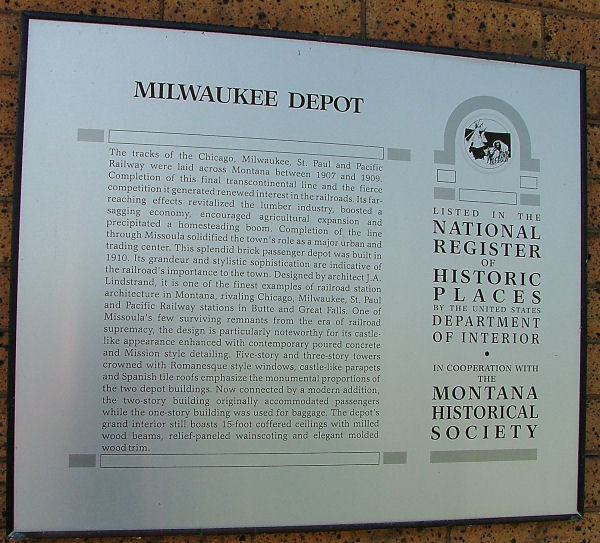 MILWAUKEE DEPOT
The tracks of the Chicago, Milwaukee, St. Paul and Pacific
Railway were laid across Montana between 1907 and 1909.
Completion of this final transcontinental line and the fierce
competition it generated renewed interest in the railroads. Its far-
reaching effects revitalized the lumber industry, boosted a
sagging economy, encouraged agricultural expansion and
precipitated a homesteading boom. Completion of the line
through Missoula solidified the town's role as a major urban and
trading center. This splendid brick passenger depot was built in
1910. Its grandeur and stylistic sophistication are indicative of
the railroad's importance to the town. Designed by architect J.A.
Lindstrand, it is one of the finest examples of railroad station
architecture in Montana, rivaling Chicago, Milwaukee, St. Paul
and Pacific Railway stations in Butte and Great Falls. One of
Missoula's few surviving remnants from the era of railroad
supremacy, the design is particularly noteworthy for its castle-
like appearance enhanced with contemporary poured concrete
and Mission style detailing. Five-story and three-story towers
crowned with Romanesque style windows, castle-like parapets
and Spanish tile roofs emphasize the monumental proportions of
the two depot buildings. Now connected by a modern addition,
the two-story building originally accommodated passengers
while the one-story building was used for baggage. The depot's
grand interior still boasts 15-foot coffered ceilings with milled
wood beams, relief-paneled wainscoting and elegant molded
wood trim.
LISTED IN THE
NATIONAL
REGISTER
OF
HISTORIC
PLACES
BY THE UNITED STATES
DEPARTMENT
OF INTERIOR
•
IN COOPERATION WITH
THE
MONTANA
HISTORICAL
SOCIETY